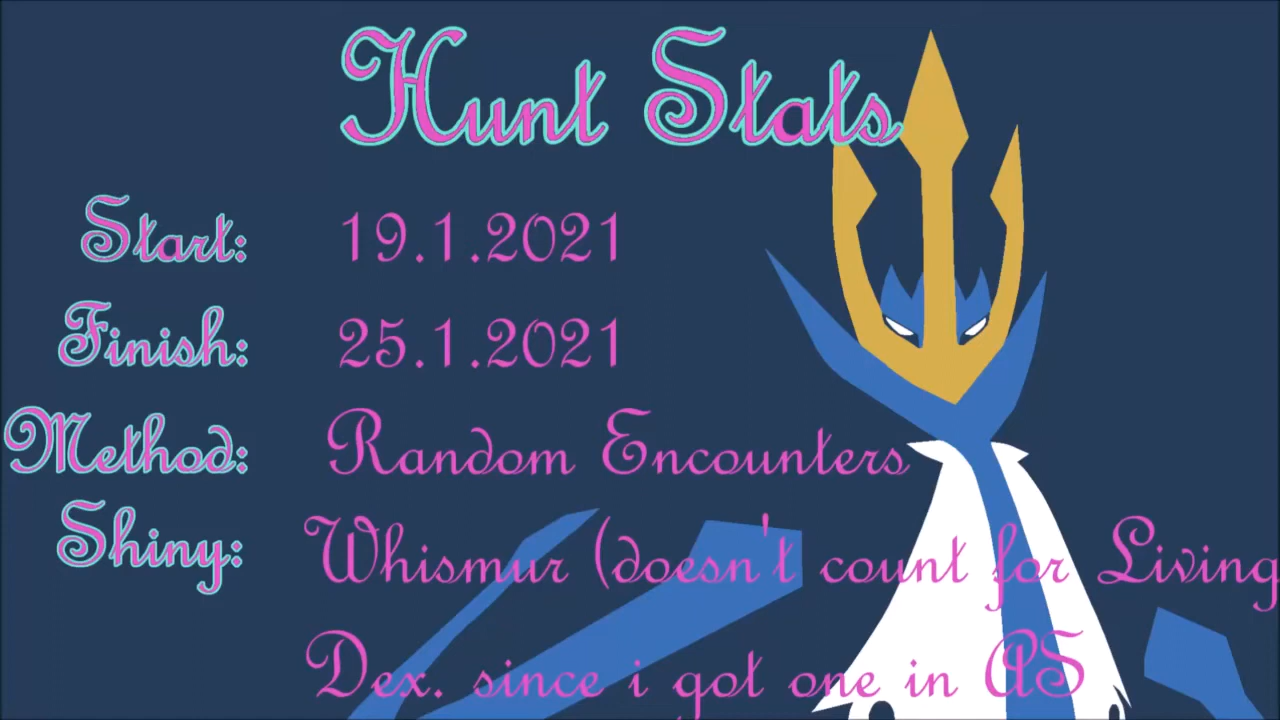 Hunt Stats
Start: 19.1.2021
Finish: 25.1.2021
Method: Random Encounters
Shiny: Whismur (doesn't count for Living
Dex. since i got one in AS